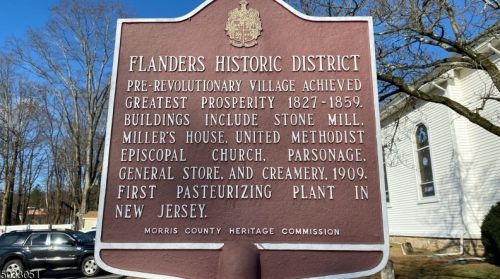 FLANDERS HISTORIC DISTRICT
PRE-REVOLUTIONARY VILLAGE ACHIEVED
GREATEST PROSPERITY 1827-1859.
BUILDINGS INCLUDE STONE MILL,
MILLER'S HOUSE, UNITED METHODIST
EPISCOPAL CHURCH, PARSONAGE,
GENERAL STORE, AND CREAMERY, 1909.
FIRST PASTEURIZING PLANT IN
NEW JERSEY.
MORRIS COUNTY HERITAGE COMMISSION